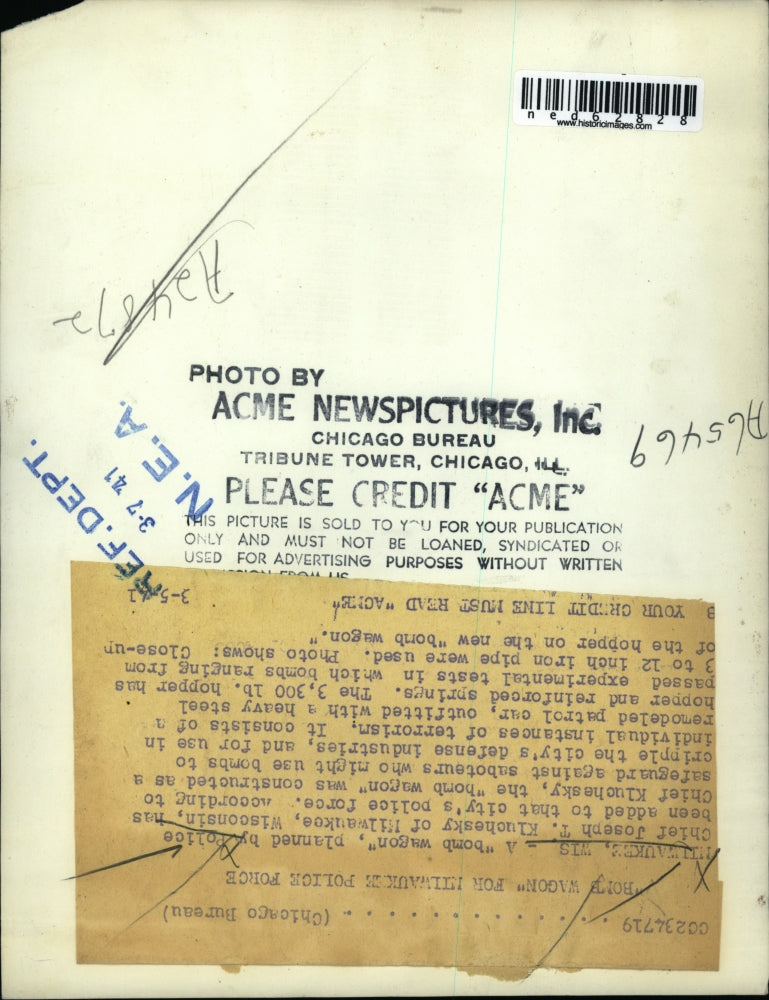 ned62828
www.historicimages.com
PHOTO BY
ACME NEWSPICTURES, Inc.
CHICAGO BUREAU
TRIBUNE TOWER, CHICAGO, ILL.
PLEASE CREDIT "ACME"
THIS PICTURE IS SOLD TO YOU FOR YOUR PUBLICATION
ONLY AND MUST NOT BE LOANED, SYNDICATED OR
USED FOR ADVERTISING PURPOSES WITHOUT WRITTEN
FROM US
A65469
REF. DEPT.
3-7 41
N. E. A.
CG234719 . . . . . . . . . . . . . . (Chicago Bureau)
"BOMB WAGON" FOR MILWAUKEE POLICE FORCE
MILWAUKEE, WIS A "bomb wagon", planned by Police
Chief Joseph T. Kluchesky of Milwaukee, Wisconsin, has
been added to that city's police force. According to
Chief Kluchesky, the "bomb wagon" was constructed as a
safeguard against saboteurs who might use bombs to
cripple the city's defense industries, and for use in
individual instances of terrorism. It consists of a
remodeled patrol car, outfitted with a heavy steel
hopper and reinforced springs. The 3,300 lb. hopper has
passed experimental tests in which bombs ranging from
3 to 12 inch iron pipe were used. Photo shows: Close-up
of the hopper on the new "bomb wagon."
B YOUR CREDIT LINE MUST READ "ACME" 3-5-41